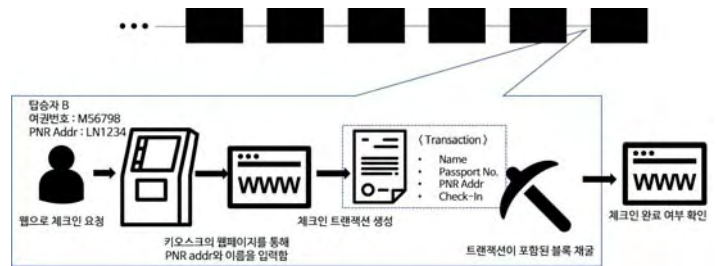 탑승자 B
여권번호 : M56798
PNR Addr : LN1234
WWW
〈 Transaction 〉
• Name
• Passport No.
• PNR Addr
• Check-In
WWW
웹으로 체크인 요청
키오스크의 웹페이지를 통해
PNR addr와 이름을 입력함
체크인 트랜잭션 생성
트랜잭션이 포함된 블록 채굴
체크인 완료 여부 확인